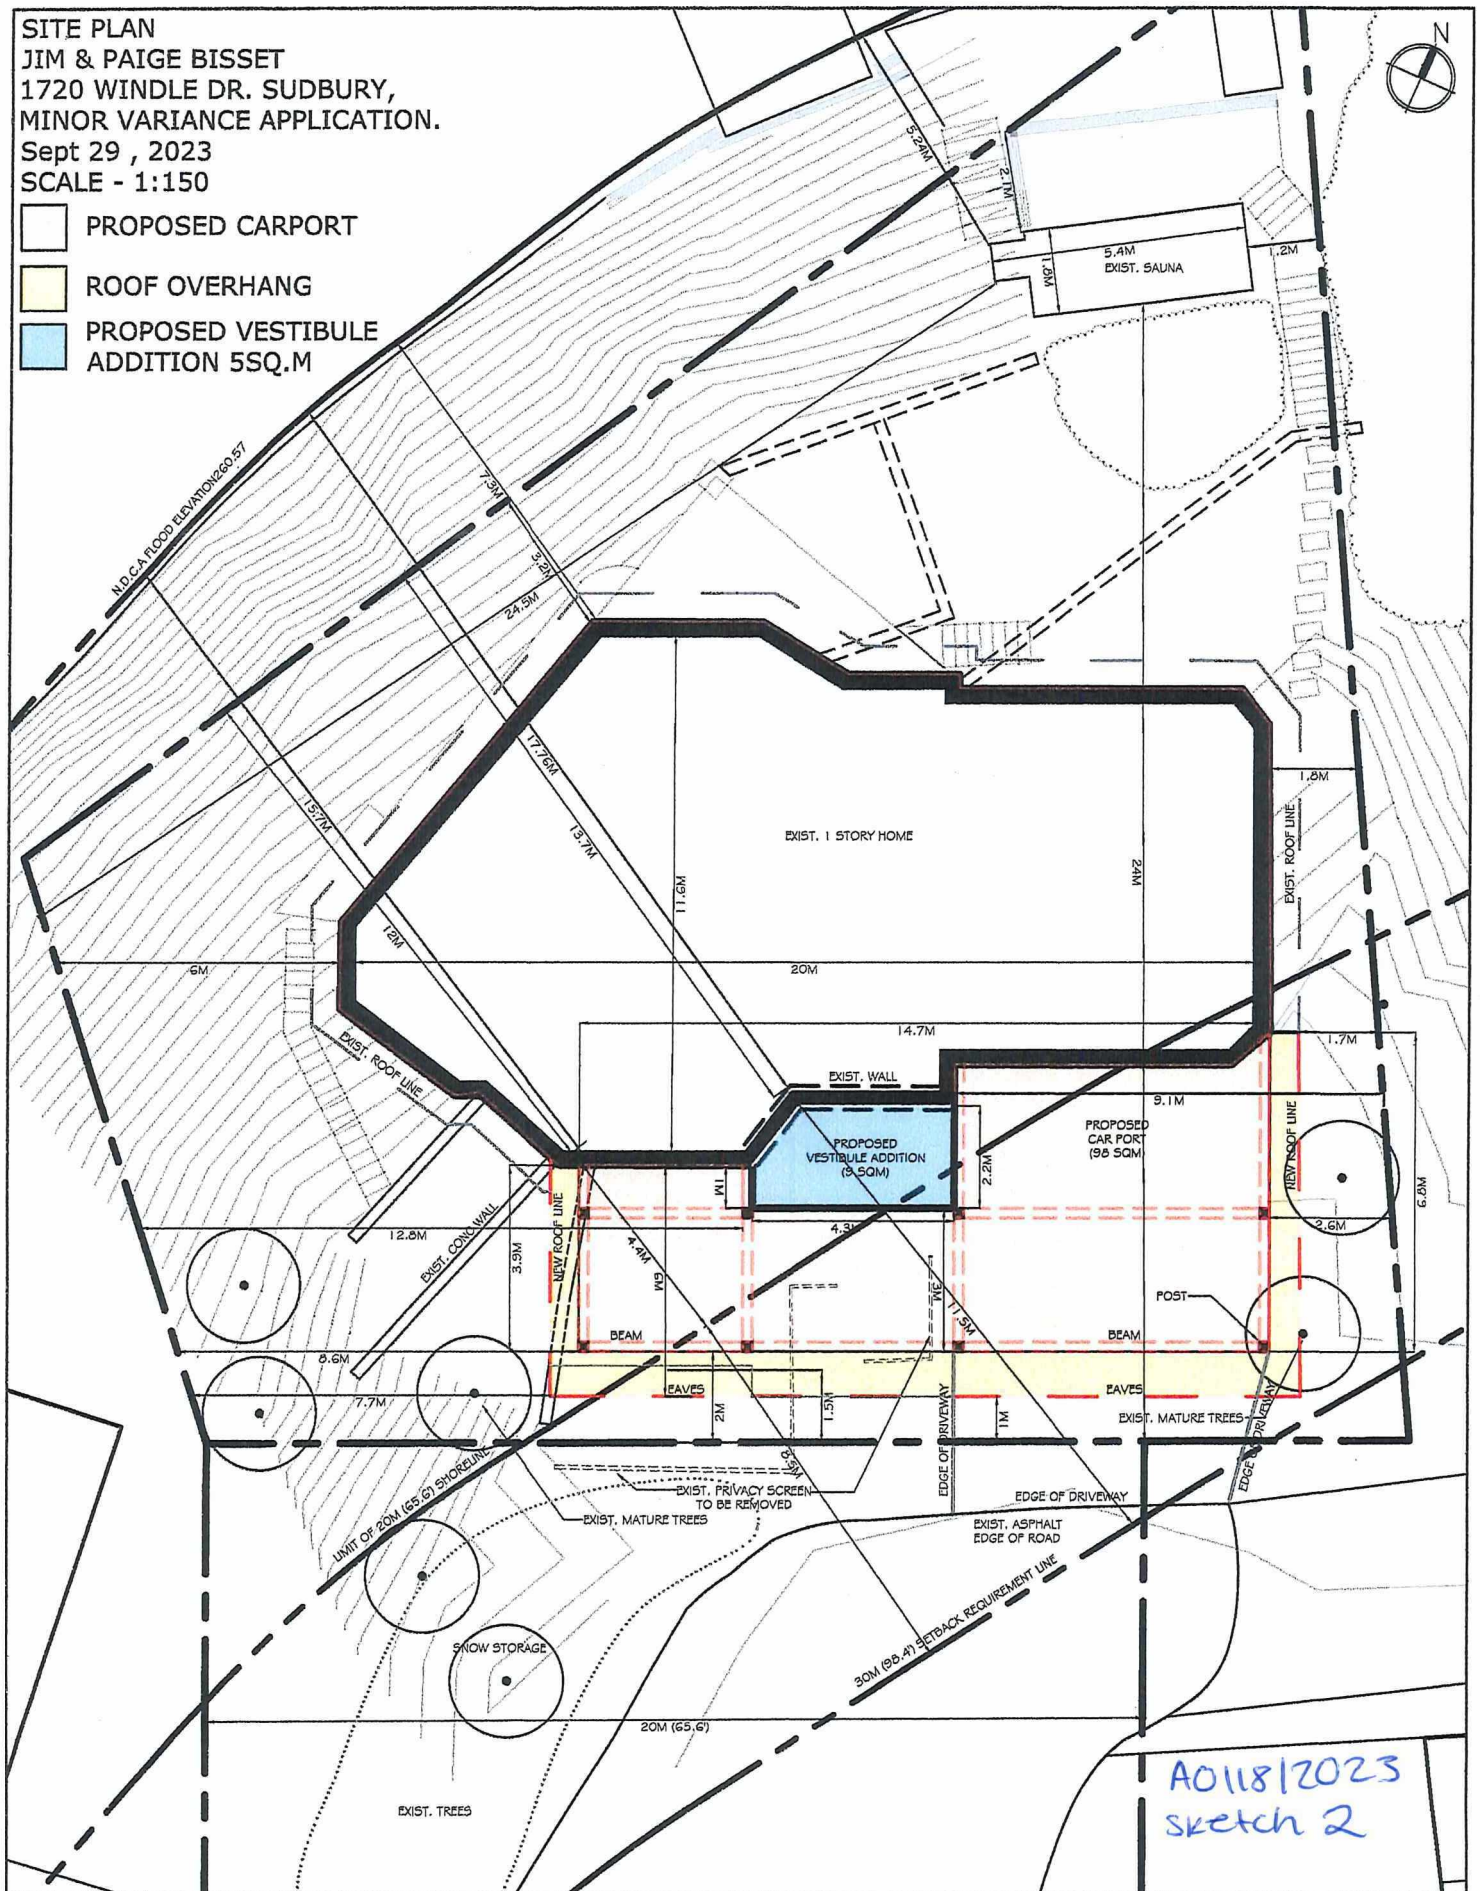 SITE PLAN
JIM & PAIGE BISSET
1720 WINDLE DR. SUDBURY,
MINOR VARIANCE APPLICATION.
Sept 29 , 2023
SCALE - 1:150
PROPOSED CARPORT
ROOF OVERHANG
PROPOSED VESTIBULE
ADDITION 5SQ.M
N
5.24M
2.1M
5.4M
1.8M
EXIST. SAUNA
1.2M
N.D.C.A FLOOD ELEVATION260.57
7.3M
3.2M
24.5M
17.76M
15.7M
13.7M
EXIST. 1 STORY HOME
1.8M
EXIST. ROOF LINE
24M
11.6M
12M
6M
20M
14.7M
1.7M
EXIST. ROOF LINE
EXIST. WALL
9.1M
PROPOSED
VESTIBULE ADDITION
(9 SQM)
PROPOSED
CAR PORT
(98 SQM)
2.2M
NEW ROOF LINE
6.8M
1M
12.8M
EXIST. CONC WALL
3.9M
NEW ROOF LINE
4.4M
6M
4.3
3M
11.5M
2.6M
POST
BEAM
BEAM
8.6M
7.7M
EAVES
EAVES
2M
1.5M
1M
EDGE OF DRIVEWAY
EXIST. MATURE TREES
EDGE OF DRIVEWAY
8.5M
LIMIT OF 20M (65.6') SHORELINE
EXIST. PRIVACY SCREEN
TO BE REMOVED
EXIST. MATURE TREES
EDGE OF DRIVEWAY
EXIST. ASPHALT
EDGE OF ROAD
30M (98.4') SETBACK REQUIREMENT LINE
SNOW STORAGE
20M (65.6')
EXIST. TREES
A0118/2023
sketch 2